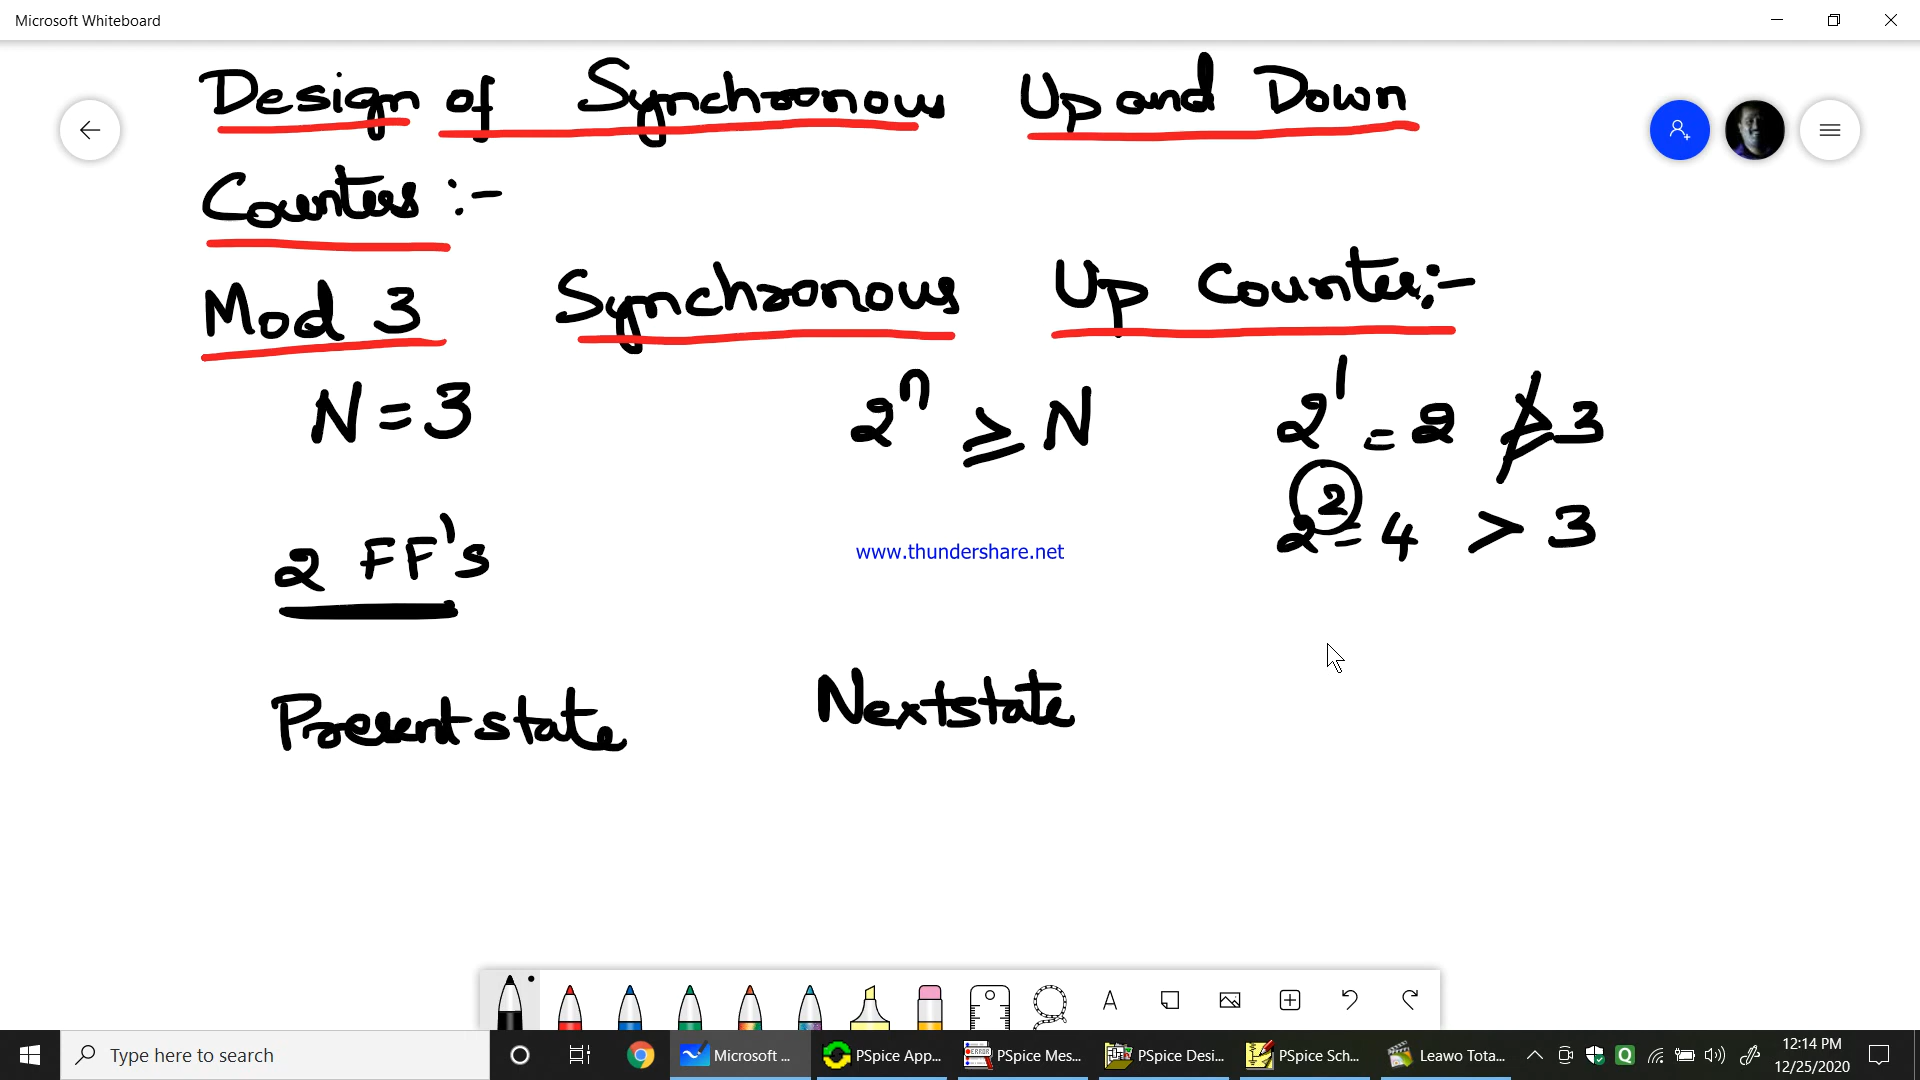 Microsoft Whiteboard
Design of Synchronous Up and Down
Counters :-
Mod 3 Synchronous Up Counter:-
N = 3 2^n ≥ N 2^1 = 2 ≯ 3
2^2 = 4 > 3
2 FF's
www.thundershare.net
Present state Next state
Type here to search
Microsoft ...
PSpice App...
PSpice Mes...
PSpice Desi...
PSpice Sch...
Leawo Tota...
12:14 PM
12/25/2020